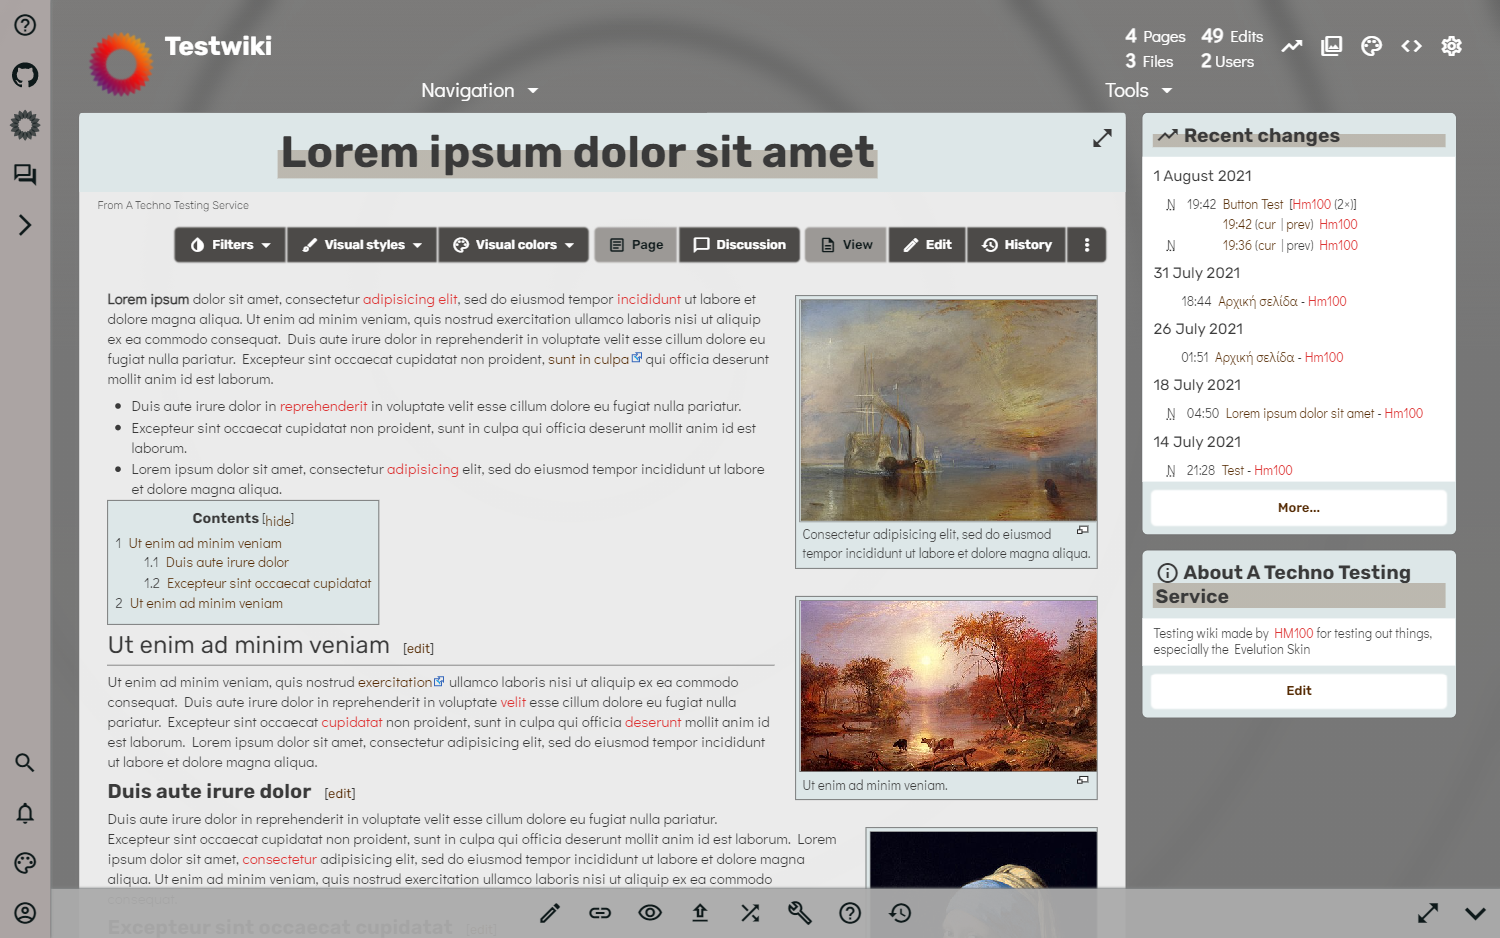 Testwiki
4 Pages 49 Edits
3 Files 2 Users
Navigation
Tools
Lorem ipsum dolor sit amet
From A Techno Testing Service
Filters Visual styles Visual colors Page Discussion View Edit History
Lorem ipsum dolor sit amet, consectetur adipisicing elit, sed do eiusmod tempor incididunt ut labore et
dolore magna aliqua. Ut enim ad minim veniam, quis nostrud exercitation ullamco laboris nisi ut aliquip
ex ea commodo consequat. Duis aute irure dolor in reprehenderit in voluptate velit esse cillum dolore eu
fugiat nulla pariatur. Excepteur sint occaecat cupidatat non proident, sunt in culpa qui officia deserunt
mollit anim id est laborum.
Duis aute irure dolor in reprehenderit in voluptate velit esse cillum dolore eu fugiat nulla pariatur.
Excepteur sint occaecat cupidatat non proident, sunt in culpa qui officia deserunt mollit anim id est
laborum.
Lorem ipsum dolor sit amet, consectetur adipisicing elit, sed do eiusmod tempor incididunt ut labore
et dolore magna aliqua.
Contents [hide]
1 Ut enim ad minim veniam
1.1 Duis aute irure dolor
1.2 Excepteur sint occaecat cupidatat
2 Ut enim ad minim veniam
Consectetur adipisicing elit, sed do eiusmod
tempor incididunt ut labore et dolore magna aliqua.
Ut enim ad minim veniam [edit]
Ut enim ad minim veniam, quis nostrud exercitation ullamco laboris nisi ut aliquip ex ea commodo
consequat. Duis aute irure dolor in reprehenderit in voluptate velit esse cillum dolore eu fugiat nulla
pariatur. Excepteur sint occaecat cupidatat non proident, sunt in culpa qui officia deserunt mollit anim id
est laborum. Lorem ipsum dolor sit amet, consectetur adipisicing elit, sed do eiusmod tempor incididunt
ut labore et dolore magna aliqua.
Ut enim ad minim veniam.
Duis aute irure dolor [edit]
Duis aute irure dolor in reprehenderit in voluptate velit esse cillum dolore eu fugiat nulla pariatur.
Excepteur sint occaecat cupidatat non proident, sunt in culpa qui officia deserunt mollit anim id est laborum. Lorem
ipsum dolor sit amet, consectetur adipisicing elit, sed do eiusmod tempor incididunt ut labore et dolore magna
aliqua. Ut enim ad minim veniam, quis nostrud exercitation ullamco laboris nisi ut aliquip ex ea commodo
consequat.
Excepteur sint occaecat cupidatat [edit]
Recent changes
1 August 2021
N 19:42 Button Test [Hm100 (2×)]
19:42 (cur | prev) Hm100
N 19:36 (cur | prev) Hm100
31 July 2021
18:44 Αρχική σελίδα - Hm100
26 July 2021
01:51 Αρχική σελίδα - Hm100
18 July 2021
N 04:50 Lorem ipsum dolor sit amet - Hm100
14 July 2021
N 21:28 Test - Hm100
More...
About A Techno Testing
Service
Testing wiki made by HM100 for testing out things,
especially the Evelution Skin
Edit